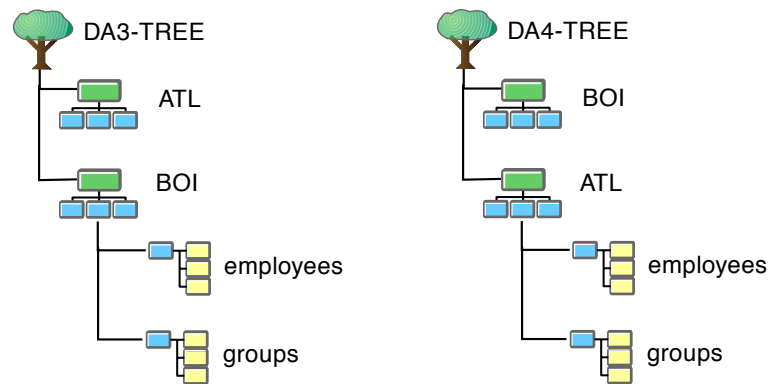 DA3-TREE
ATL
BOI
employees
groups
DA4-TREE
BOI
ATL
employees
groups